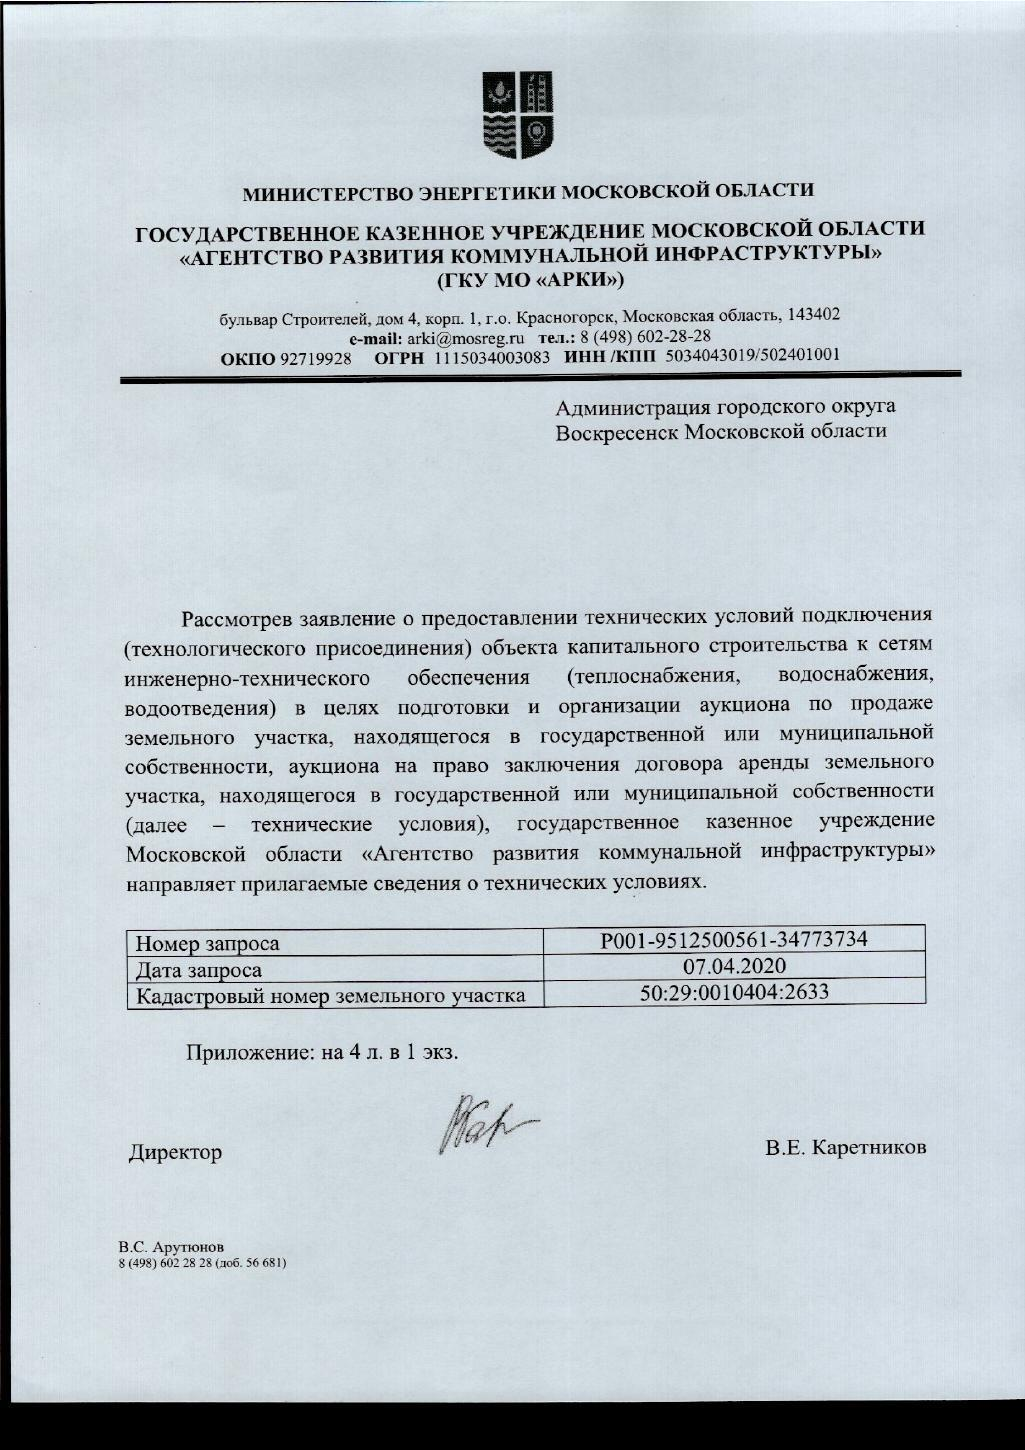 МИНИСТЕРСТВО ЭНЕРГЕТИКИ МОСКОВСКОЙ ОБЛАСТИ
ГОСУДАРСТВЕННОЕ КАЗЕННОЕ УЧРЕЖДЕНИЕ МОСКОВСКОЙ ОБЛАСТИ
«АГЕНТСТВО РАЗВИТИЯ КОММУНАЛЬНОЙ ИНФРАСТРУКТУРЫ»
(ГКУ МО «АРКИ»)
бульвар Строителей, дом 4, корп. 1, г.о. Красногорск, Московская область, 143402
e-mail: arki@mosreg.ru тел.: 8 (498) 602-28-28
ОКПО 92719928 ОГРН 1115034003083 ИНН /КПП 5034043019/502401001
Администрация городского округа
Воскресенск Московской области
Рассмотрев заявление о предоставлении технических условий подключения
(технологического присоединения) объекта капитального строительства к сетям
инженерно-технического обеспечения (теплоснабжения, водоснабжения,
водоотведения) в целях подготовки и организации аукциона по продаже
земельного участка, находящегося в государственной или муниципальной
собственности, аукциона на право заключения договора аренды земельного
участка, находящегося в государственной или муниципальной собственности
(далее – технические условия), государственное казенное учреждение
Московской области «Агентство развития коммунальной инфраструктуры»
направляет прилагаемые сведения о технических условиях.
Номер запроса P001-9512500561-34773734
Дата запроса 07.04.2020
Кадастровый номер земельного участка 50:29:0010404:2633
Приложение: на 4 л. в 1 экз.
Директор В.Е. Каретников
В.С. Арутюнов
8 (498) 602 28 28 (доб. 56 681)